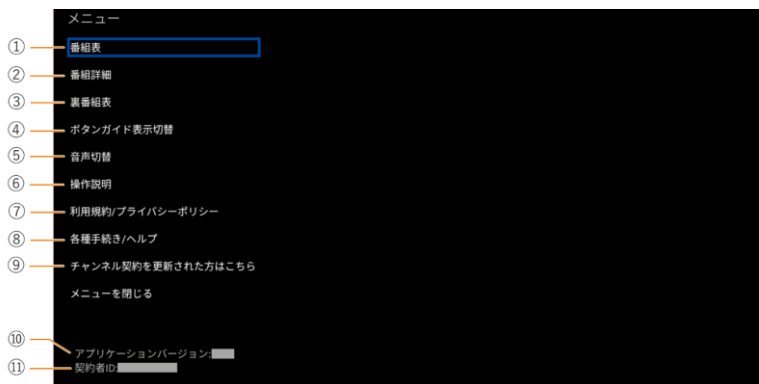 メニュー
① 番組表
② 番組詳細
③ 裏番組表
④ ボタンガイド表示切替
⑤ 音声切替
⑥ 操作説明
⑦ 利用規約/プライバシーポリシー
⑧ 各種手続き/ヘルプ
⑨ チャンネル契約を更新された方はこちら
メニューを閉じる
⑩ アプリケーションバージョン:
⑪ 契約者ID: